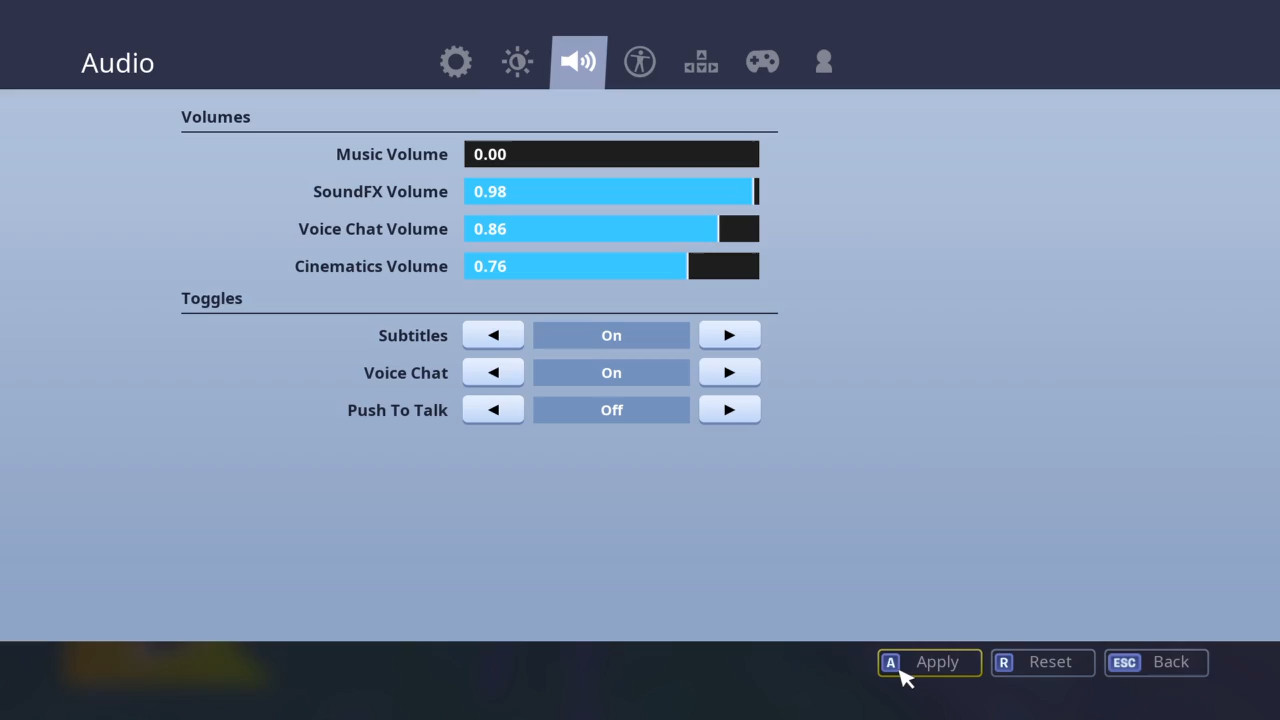 Audio
Volumes
Music Volume 0.00
SoundFX Volume 0.98
Voice Chat Volume 0.86
Cinematics Volume 0.76
Toggles
Subtitles ◄ On ►
Voice Chat ◄ On ►
Push To Talk ◄ Off ►
A Apply R Reset ESC Back